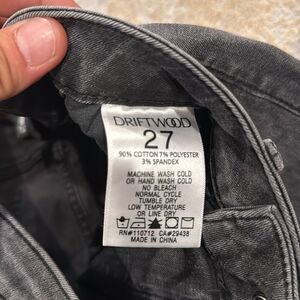 DRIFTWOOD
27
90% COTTON 7% POLYESTER
3% SPANDEX
MACHINE WASH COLD
OR HAND WASH COLD
NO BLEACH
NORMAL CYCLE
TUMBLE DRY
LOW TEMPERATURE
OR LINE DRY
RN#110712 CA#29438
MADE IN CHINA